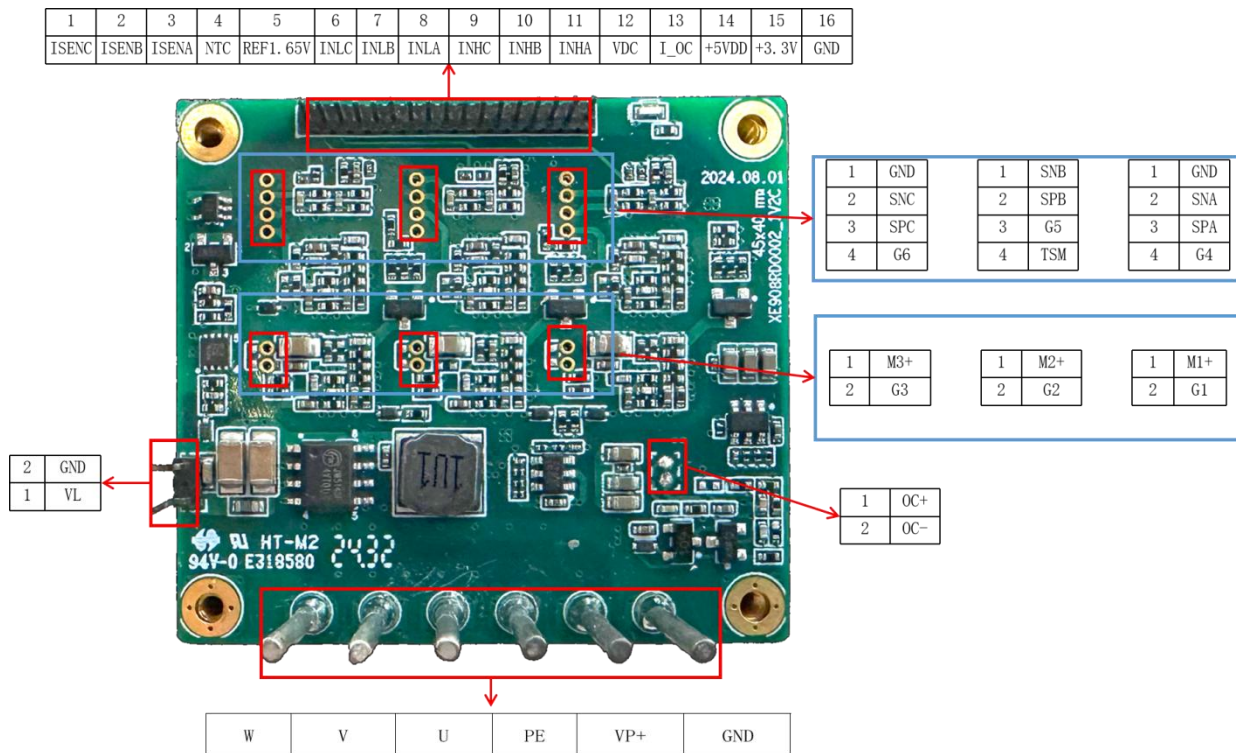 1 2 3 4 5 6 7 8 9 10 11 12 13 14 15 16
ISENC ISENB ISENA NTC REF1.65V INLC INLB INLA INHC INHB INHA VDC I_OC +5VDD +3.3V GND
2024.08.01
45x40 mm
1 GND
2 SNC
3 SPC
4 G6
1 SNB
2 SPB
3 G5
4 TSM
1 GND
2 SNA
3 SPA
4 G4
1 M3+
2 G3
1 M2+
2 G2
1 M1+
2 G1
2 GND
1 VL
1U1
1 OC+
2 OC-
HT-M2 2432
94V-0 E318580
W V U PE VP+ GND